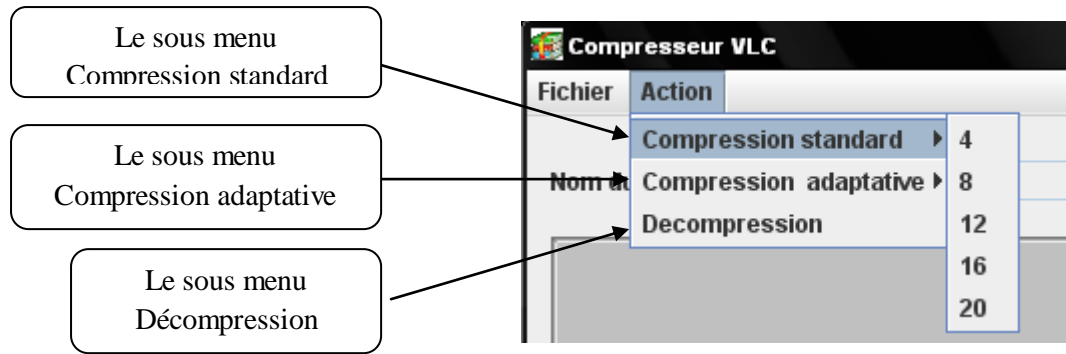 Le sous menu
Compression standard
Le sous menu
Compression adaptative
Le sous menu
Décompression
Compresseur VLC
Fichier Action
Compression standard
Nom du
Compression adaptative
Decompression
4
8
12
16
20